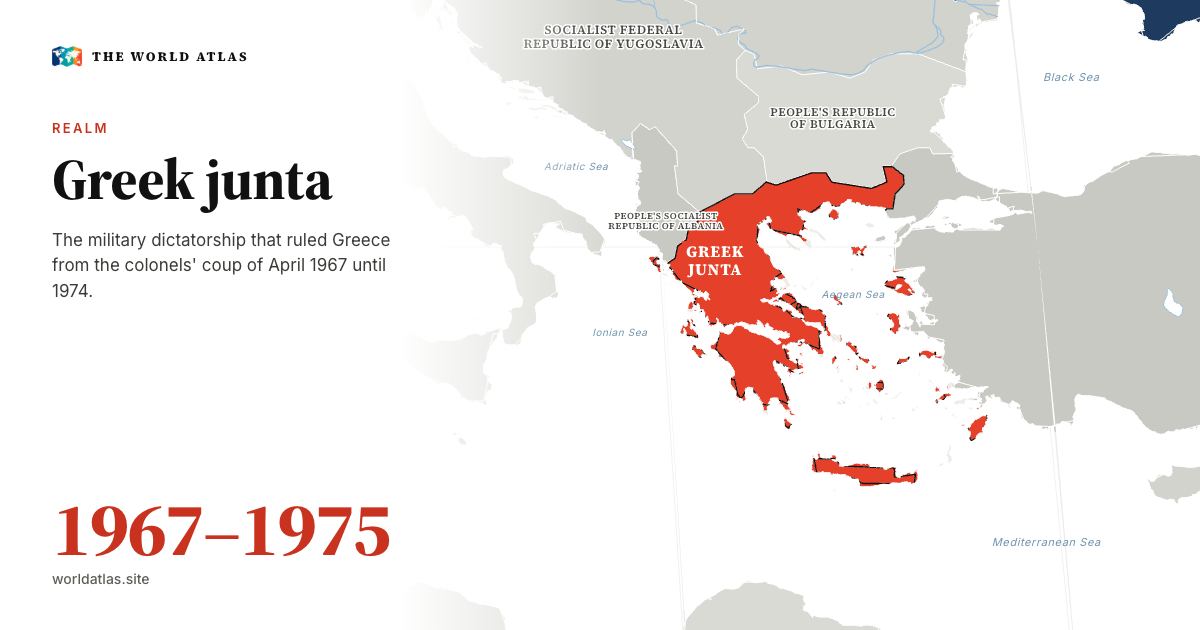 THE WORLD ATLAS
REALM
Greek junta
The military dictatorship that ruled Greece
from the colonels' coup of April 1967 until
1974.
1967–1975
worldatlas.site
SOCIALIST FEDERAL
REPUBLIC OF YUGOSLAVIA
Black Sea
PEOPLE'S REPUBLIC
OF BULGARIA
Adriatic Sea
PEOPLE'S SOCIALIST
REPUBLIC OF ALBANIA
GREEK
JUNTA
Aegean Sea
Ionian Sea
Mediterranean Sea